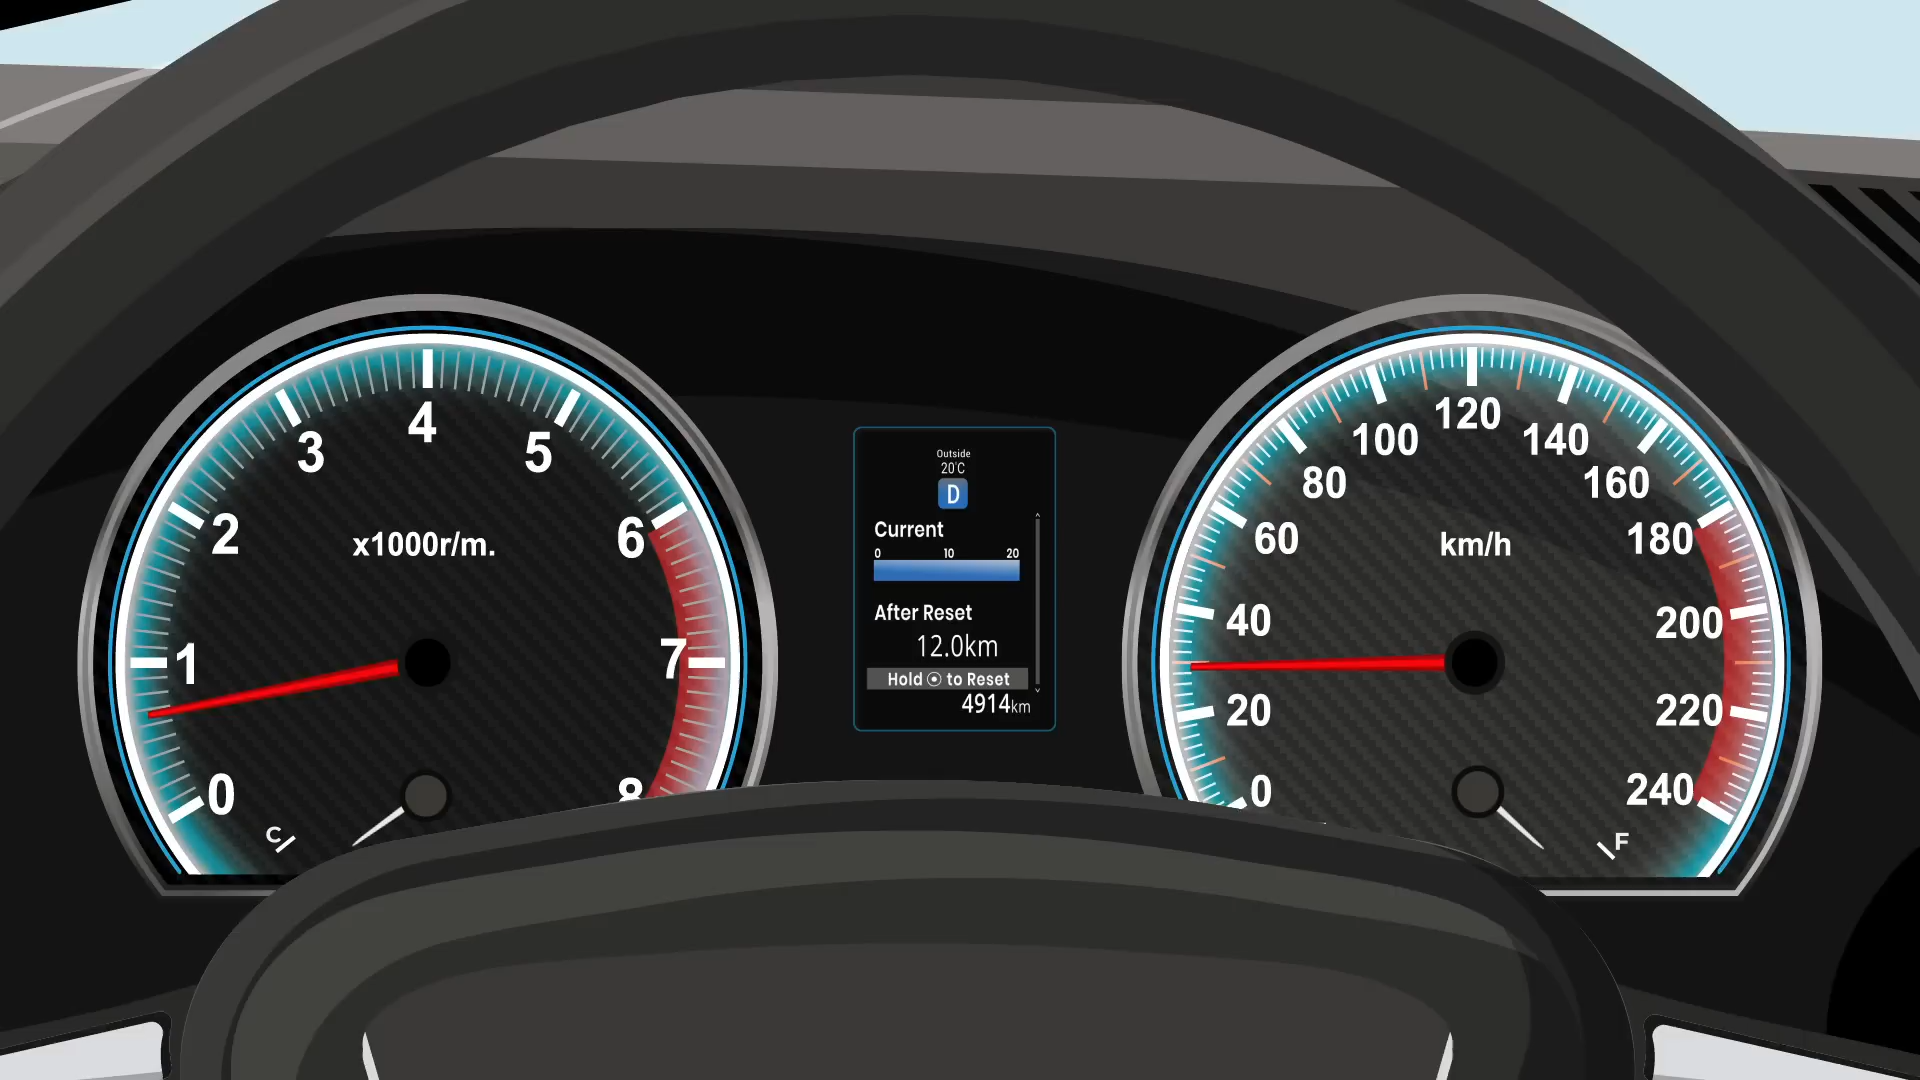 0
1
2
3
4
5
6
7
8
x1000r/m.
C
Outside
20°C
D
Current
0 10 20
After Reset
12.0km
Hold to Reset
4914km
0
20
40
60
80
100
120
140
160
180
200
220
240
km/h
F